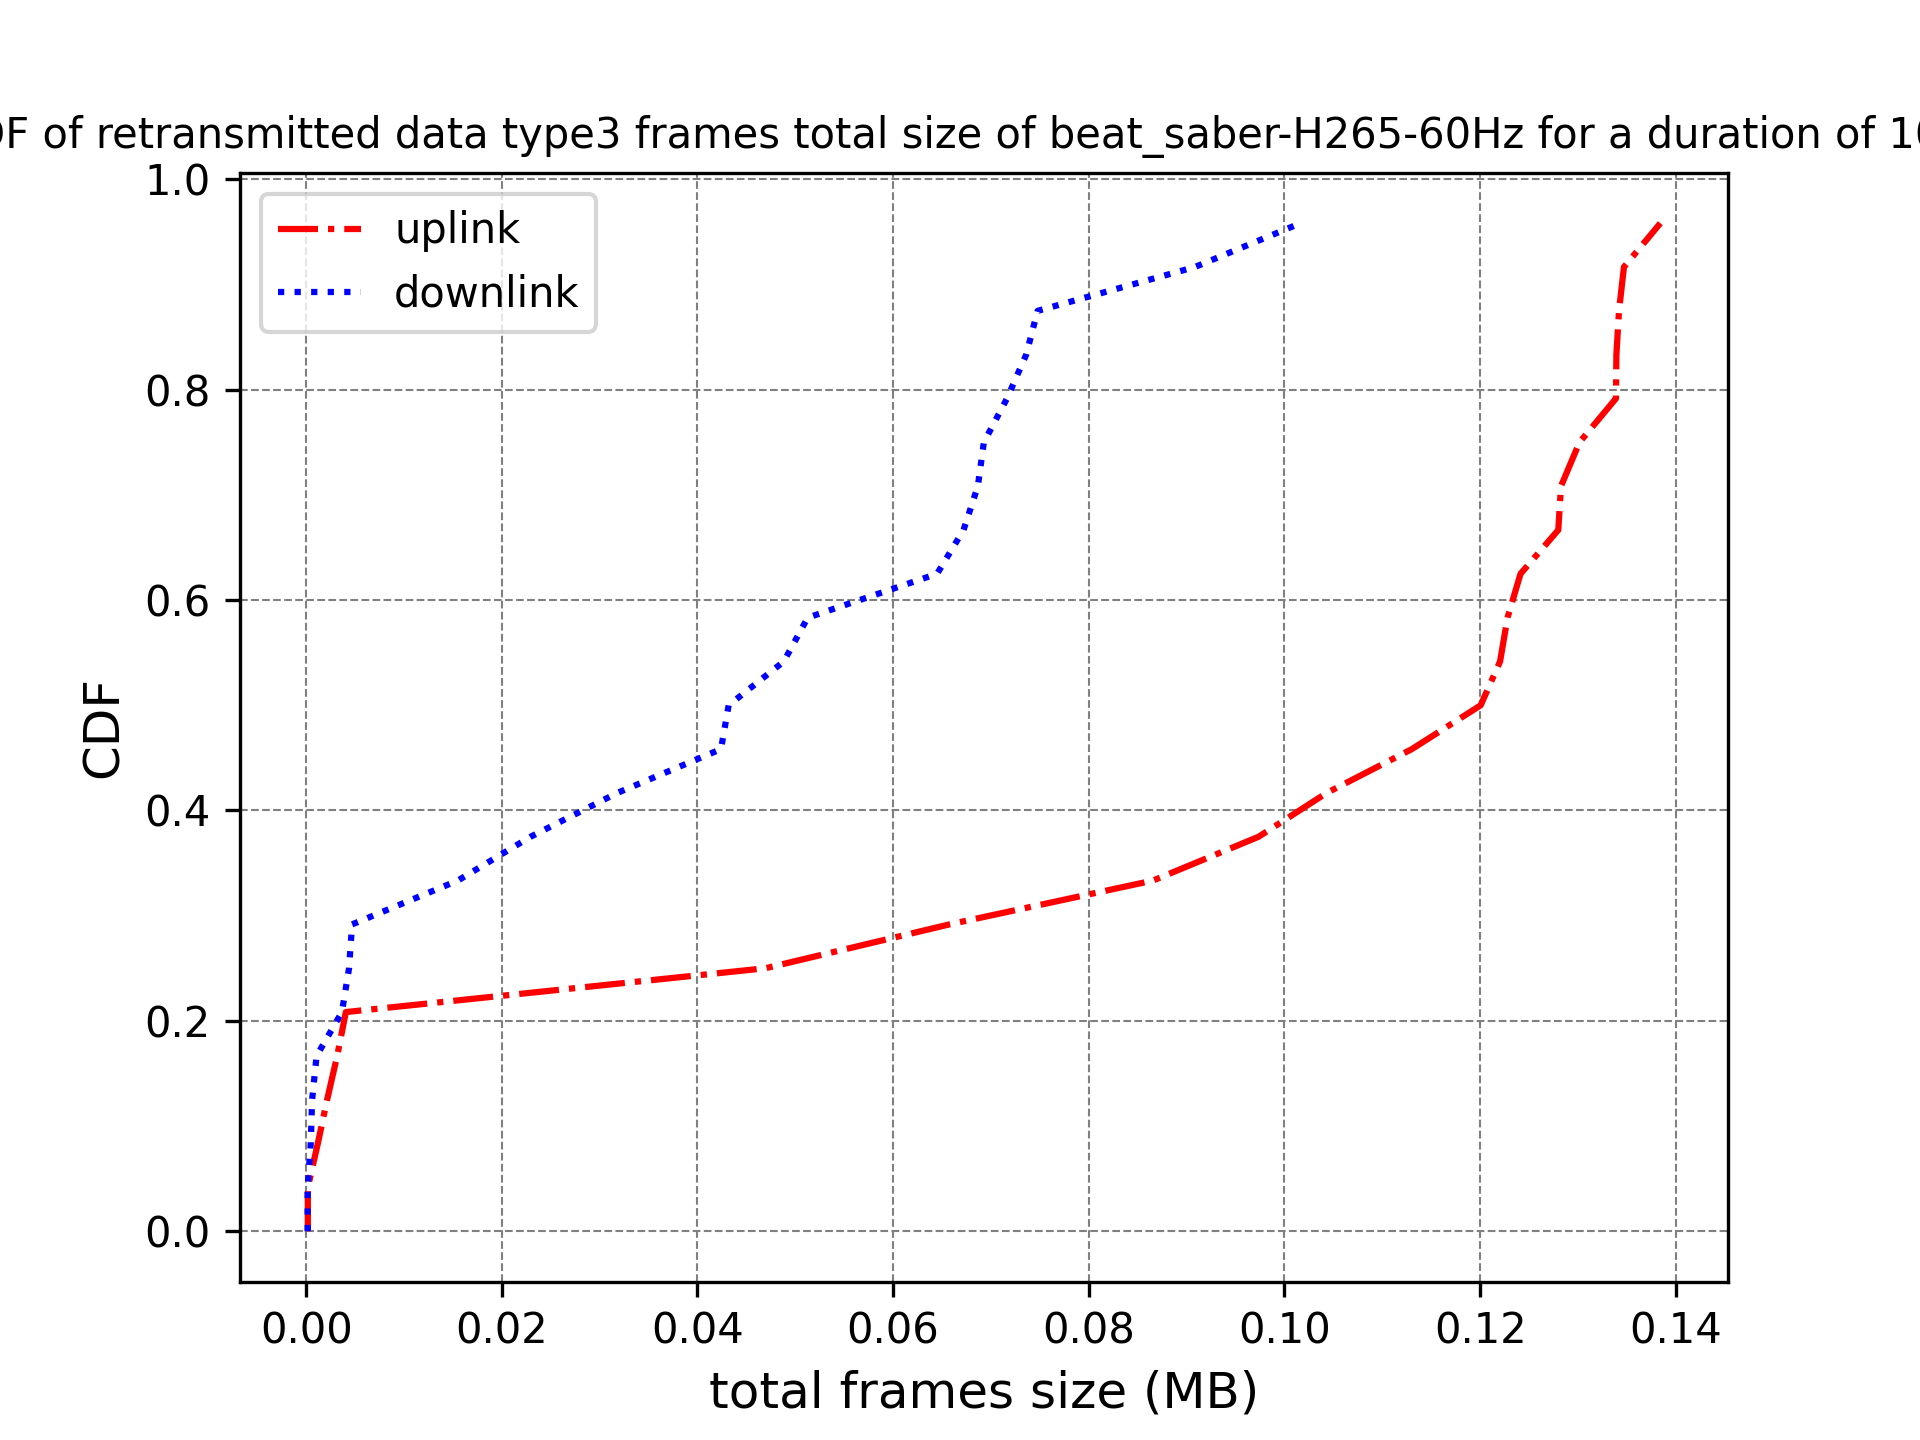 of retransmitted data type3 frames total size of beat_saber-H265-60Hz for a duration of
1.0
uplink
downlink
0.8
0.6
CDF
0.4
0.2
0.0
0.00 0.02 0.04 0.06 0.08 0.10 0.12 0.14
total frames size (MB)